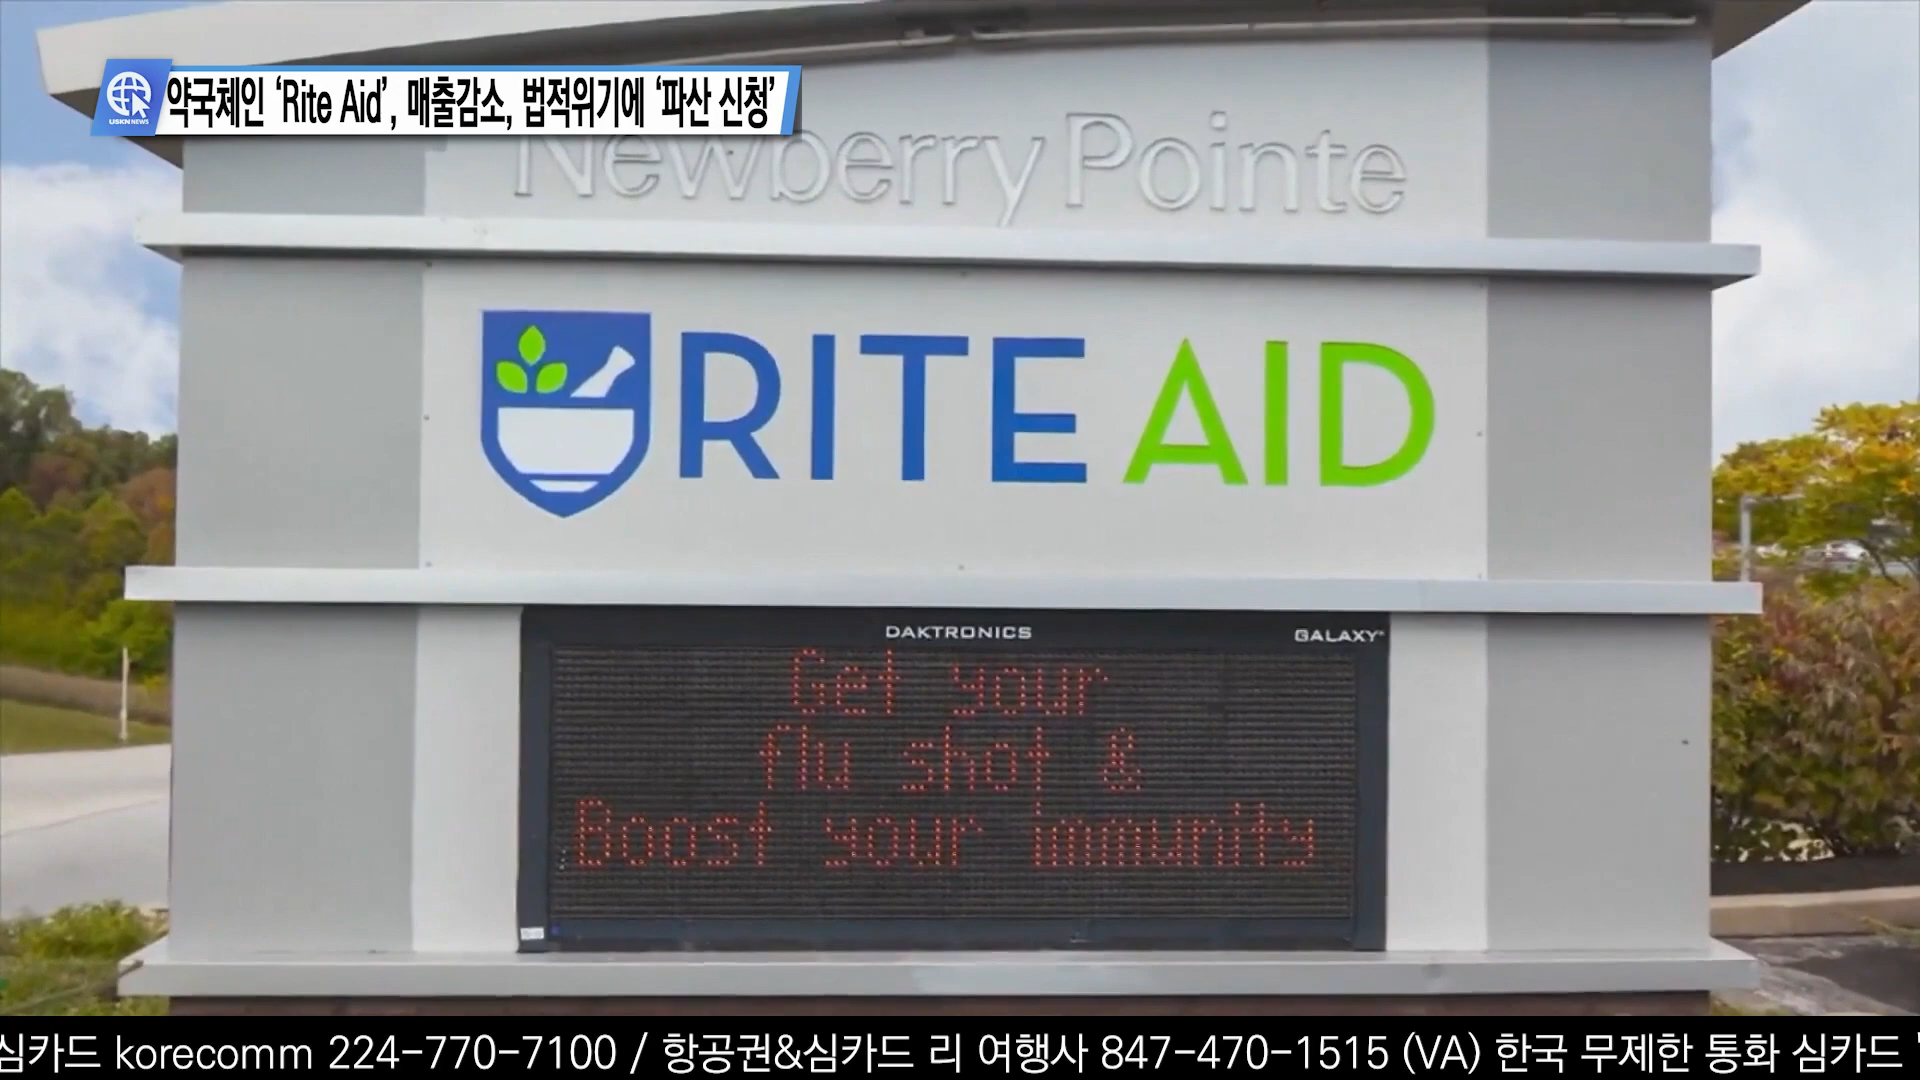 약국체인 ‘Rite Aid’, 매출감소, 법적위기에 ‘파산 신청’
USKN NEWS
Newberry Pointe
RITE AID
DAKTRONICS
GALAXY
Get your
flu shot &
Boost your immunity
심카드 korecomm 224-770-7100 / 항공권&심카드 리 여행사 847-470-1515 (VA) 한국 무제한 통화 심카드